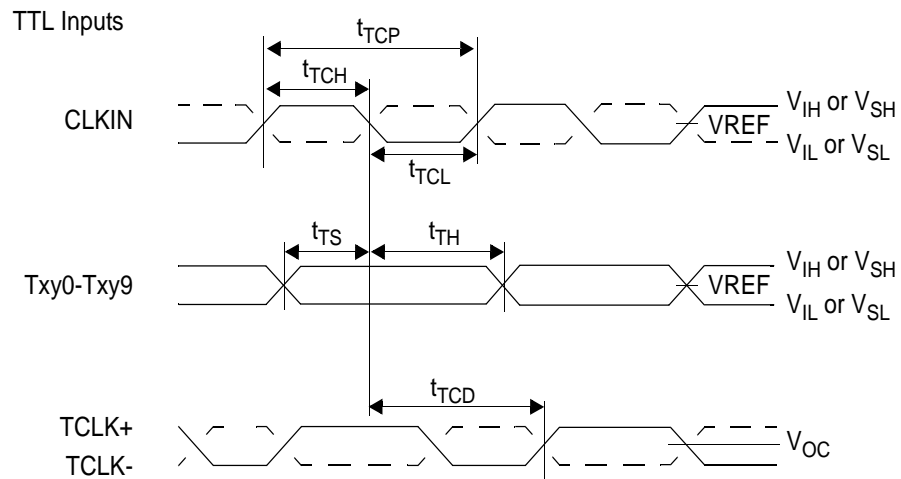 TTL Inputs
tTCP
tTCH
CLKIN
VIH or VSH
VREF
VIL or VSL
tTCL
tTS
tTH
Txy0-Txy9
VIH or VSH
VREF
VIL or VSL
tTCD
TCLK+
VOC
TCLK-